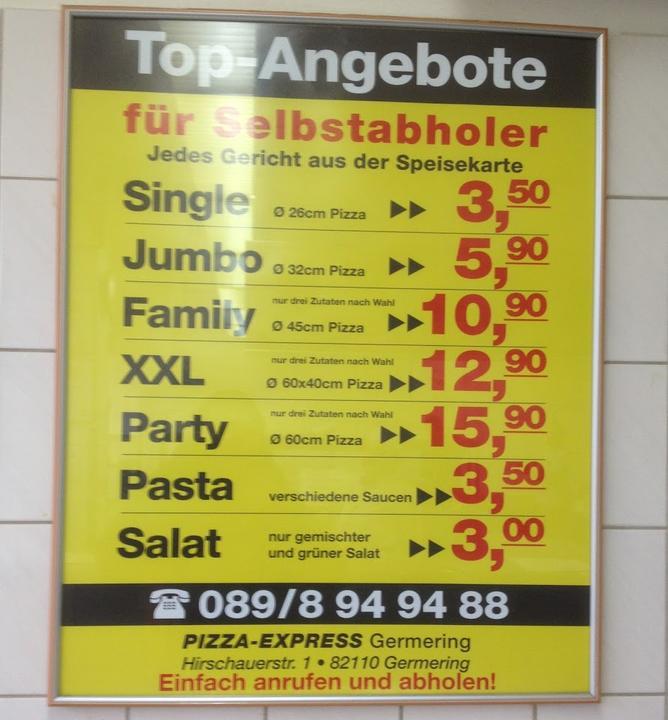 Top-Angebote
für Selbstabholer
Jedes Gericht aus der Speisekarte
Single Ø 26cm Pizza 3,50
Jumbo Ø 32cm Pizza 5,90
nur drei Zutaten nach Wahl
Family Ø 45cm Pizza 10,90
nur drei Zutaten nach Wahl
XXL Ø 60x40cm Pizza 12,90
nur drei Zutaten nach Wahl
Party Ø 60cm Pizza 15,90
Pasta verschiedene Saucen 3,50
Salat nur gemischter und grüner Salat 3,00
089/8 94 94 88
PIZZA-EXPRESS Germering
Hirschauerstr. 1 • 82110 Germering
Einfach anrufen und abholen!